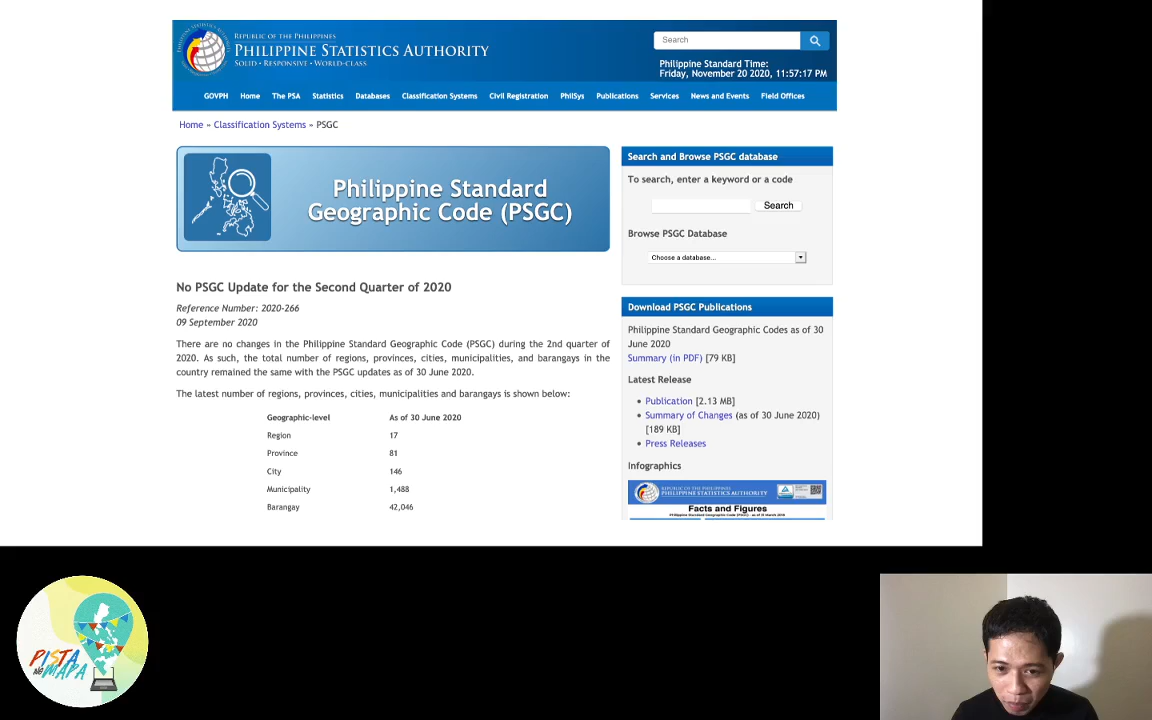 REPUBLIC OF THE PHILIPPINES
PHILIPPINE STATISTICS AUTHORITY
SOLID • RESPONSIVE • WORLD-CLASS
Search
Philippine Standard Time:
Friday, November 20 2020, 11:57:17 PM
GOVPH Home The PSA Statistics Databases Classification Systems Civil Registration PhilSys Publications Services News and Events Field Offices
Home » Classification Systems » PSGC
Philippine Standard
Geographic Code (PSGC)
No PSGC Update for the Second Quarter of 2020
Reference Number: 2020-266
09 September 2020
There are no changes in the Philippine Standard Geographic Code (PSGC) during the 2nd quarter of
2020. As such, the total number of regions, provinces, cities, municipalities, and barangays in the
country remained the same with the PSGC updates as of 30 June 2020.
The latest number of regions, provinces, cities, municipalities and barangays is shown below:
Geographic-level As of 30 June 2020
Region 17
Province 81
City 146
Municipality 1,488
Barangay 42,046
Search and Browse PSGC database
To search, enter a keyword or a code
Search
Browse PSGC Database
Choose a database...
Download PSGC Publications
Philippine Standard Geographic Codes as of 30
June 2020
Summary (in PDF) [79 KB]
Latest Release
• Publication [2.13 MB]
• Summary of Changes (as of 30 June 2020)
[189 KB]
• Press Releases
Infographics
REPUBLIC OF THE PHILIPPINES
PHILIPPINE STATISTICS AUTHORITY
Facts and Figures
PISTA
NG
MAPA